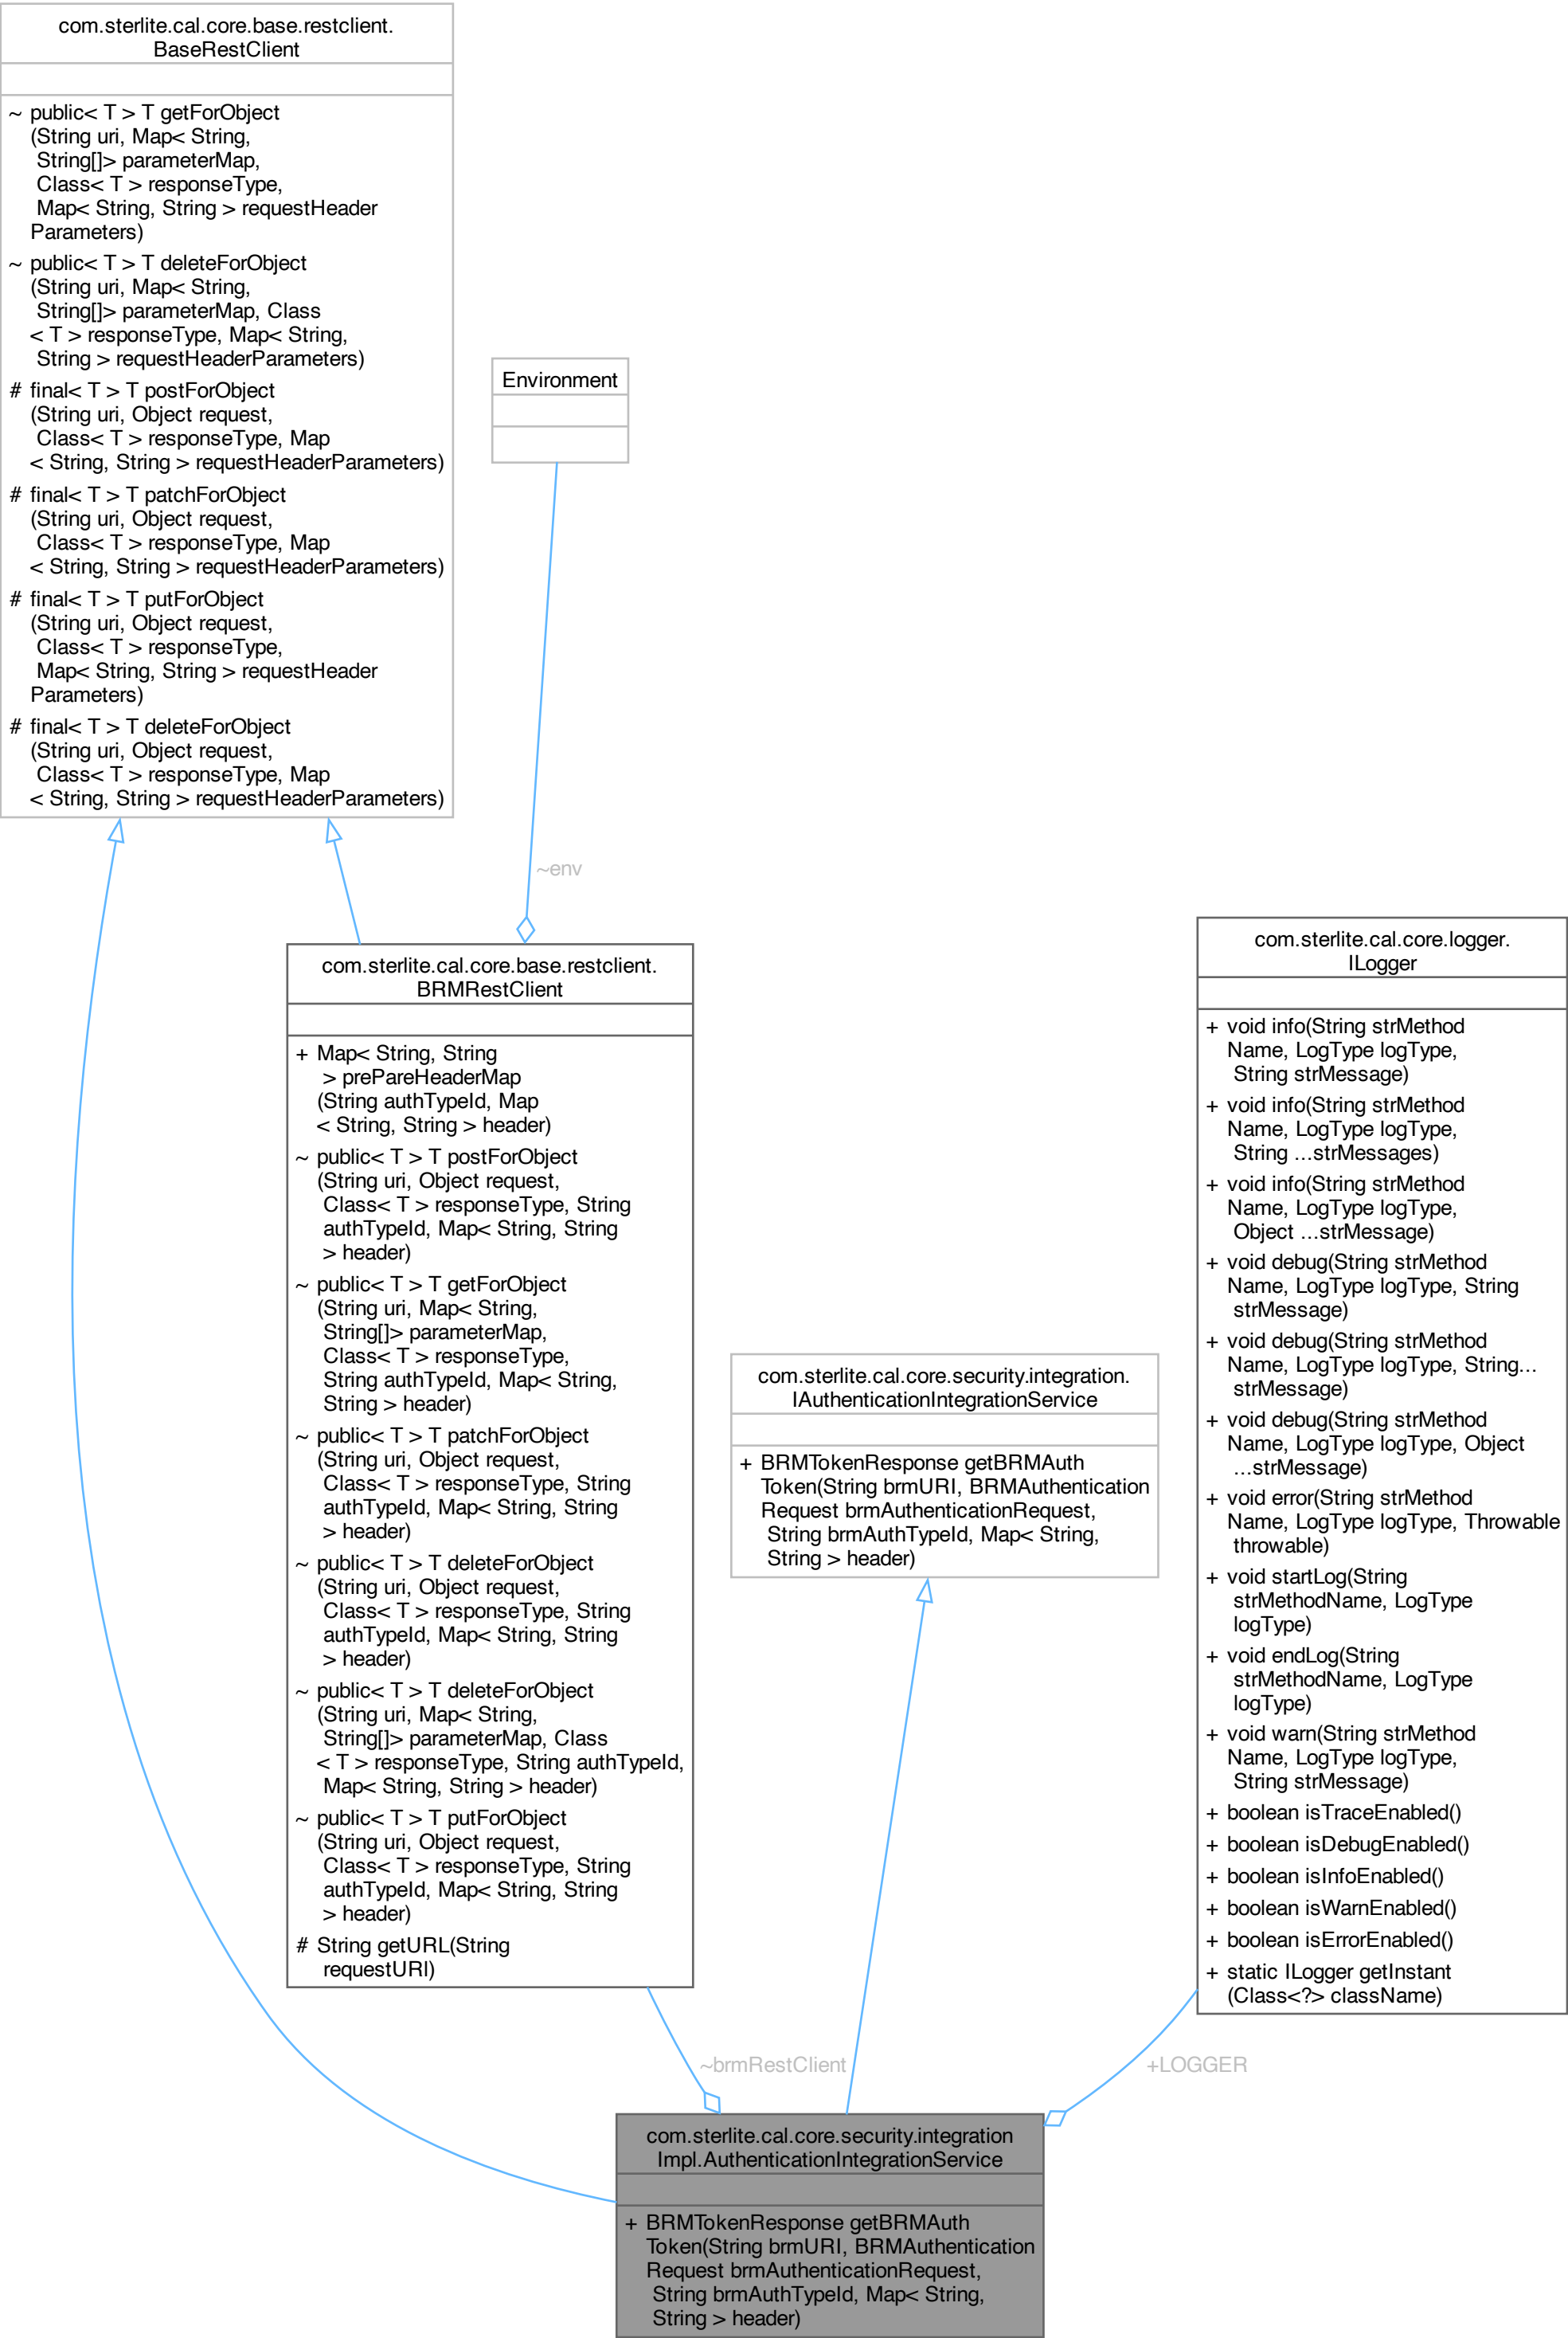 com.sterlite.cal.core.base.restclient.
BaseRestClient
~ public< T > T getForObject
(String uri, Map< String,
String[]> parameterMap,
Class< T > responseType,
Map< String, String > requestHeader
Parameters)
~ public< T > T deleteForObject
(String uri, Map< String,
String[]> parameterMap, Class
< T > responseType, Map< String,
String > requestHeaderParameters)
# final< T > T postForObject
(String uri, Object request,
Class< T > responseType, Map
< String, String > requestHeaderParameters)
# final< T > T patchForObject
(String uri, Object request,
Class< T > responseType, Map
< String, String > requestHeaderParameters)
# final< T > T putForObject
(String uri, Object request,
Class< T > responseType,
Map< String, String > requestHeader
Parameters)
# final< T > T deleteForObject
(String uri, Object request,
Class< T > responseType, Map
< String, String > requestHeaderParameters)
Environment
~env
com.sterlite.cal.core.base.restclient.
BRMRestClient
+ Map< String, String
> prePareHeaderMap
(String authTypeId, Map
< String, String > header)
~ public< T > T postForObject
(String uri, Object request,
Class< T > responseType, String
authTypeId, Map< String, String
> header)
~ public< T > T getForObject
(String uri, Map< String,
String[]> parameterMap,
Class< T > responseType,
String authTypeId, Map< String,
String > header)
~ public< T > T patchForObject
(String uri, Object request,
Class< T > responseType, String
authTypeId, Map< String, String
> header)
~ public< T > T deleteForObject
(String uri, Object request,
Class< T > responseType, String
authTypeId, Map< String, String
> header)
~ public< T > T deleteForObject
(String uri, Map< String,
String[]> parameterMap, Class
< T > responseType, String authTypeId,
Map< String, String > header)
~ public< T > T putForObject
(String uri, Object request,
Class< T > responseType, String
authTypeId, Map< String, String
> header)
# String getURL(String
requestURI)
com.sterlite.cal.core.security.integration.
IAuthenticationIntegrationService
+ BRMTokenResponse getBRMAuth
Token(String brmURI, BRMAuthentication
Request brmAuthenticationRequest,
String brmAuthTypeId, Map< String,
String > header)
com.sterlite.cal.core.logger.
ILogger
+ void info(String strMethod
Name, LogType logType,
String strMessage)
+ void info(String strMethod
Name, LogType logType,
String ...strMessages)
+ void info(String strMethod
Name, LogType logType,
Object ...strMessage)
+ void debug(String strMethod
Name, LogType logType, String
strMessage)
+ void debug(String strMethod
Name, LogType logType, String...
strMessage)
+ void debug(String strMethod
Name, LogType logType, Object
...strMessage)
+ void error(String strMethod
Name, LogType logType, Throwable
throwable)
+ void startLog(String
strMethodName, LogType
logType)
+ void endLog(String
strMethodName, LogType
logType)
+ void warn(String strMethod
Name, LogType logType,
String strMessage)
+ boolean isTraceEnabled()
+ boolean isDebugEnabled()
+ boolean isInfoEnabled()
+ boolean isWarnEnabled()
+ boolean isErrorEnabled()
+ static ILogger getInstant
(Class<?> className)
~brmRestClient
+LOGGER
com.sterlite.cal.core.security.integration
Impl.AuthenticationIntegrationService
+ BRMTokenResponse getBRMAuth
Token(String brmURI, BRMAuthentication
Request brmAuthenticationRequest,
String brmAuthTypeId, Map< String,
String > header)